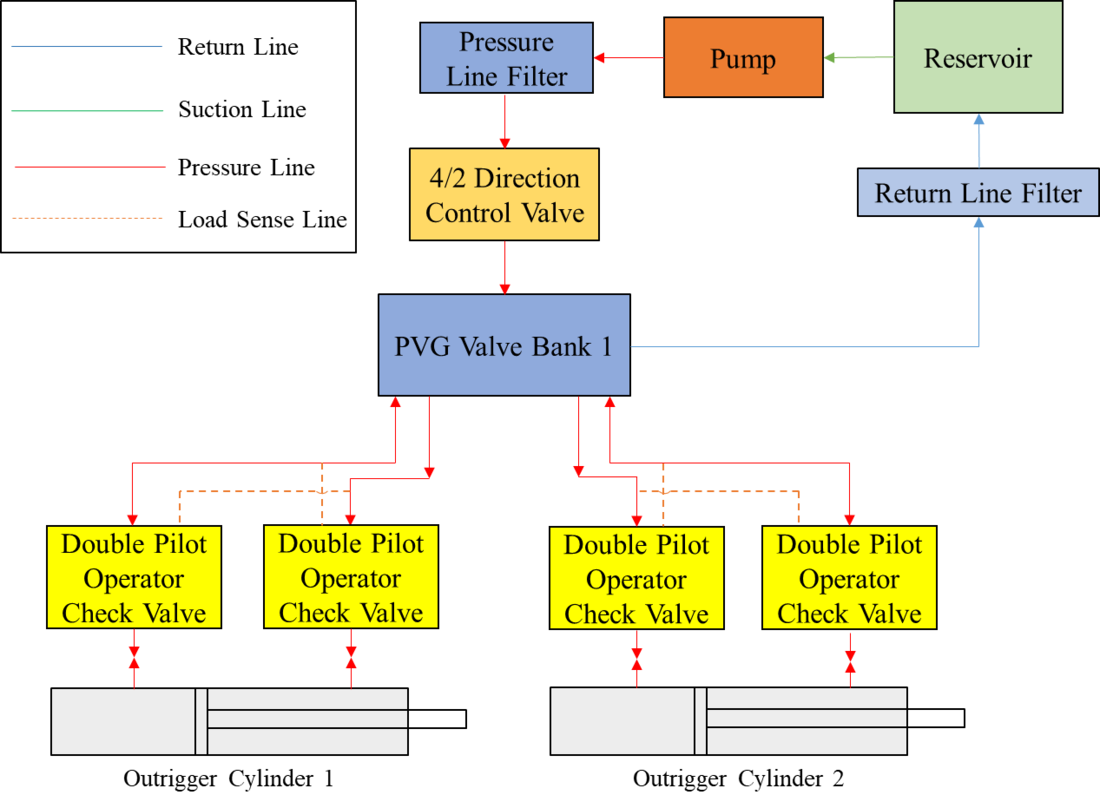 Return Line
Suction Line
Pressure Line
Load Sense Line
Pressure
Line Filter
Pump
Reservoir
4/2 Direction
Control Valve
Return Line Filter
PVG Valve Bank 1
Double Pilot
Operator
Check Valve
Double Pilot
Operator
Check Valve
Double Pilot
Operator
Check Valve
Double Pilot
Operator
Check Valve
Outrigger Cylinder 1
Outrigger Cylinder 2